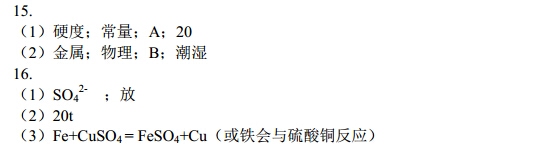 15.
（1）硬度；常量；A；20
（2）金属；物理；B；潮湿
16.
（1）SO₄²⁻ ；放
（2）20t
（3）Fe+CuSO₄ = FeSO₄+Cu（或铁会与硫酸铜反应）